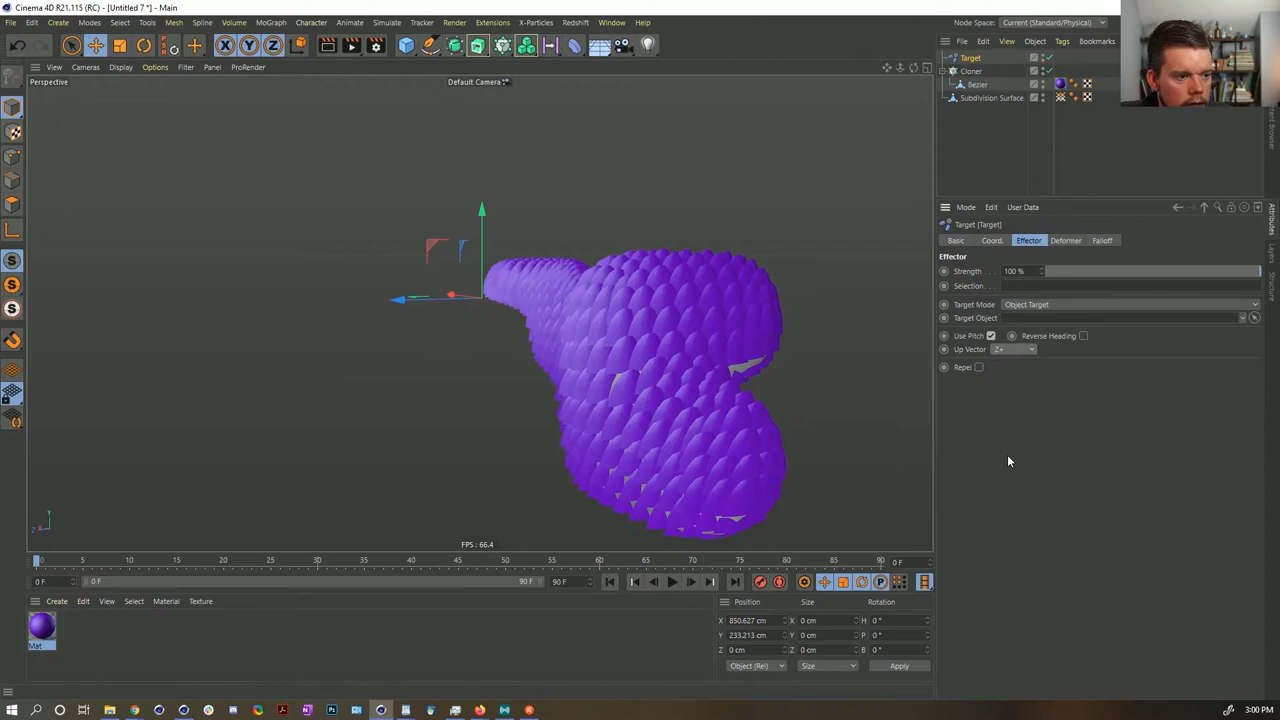 Cinema 4D R21.115 (RC) - [Untitled 7 *] - Main
File Edit Create Modes Select Tools Mesh Spline Volume MoGraph Character Animate Simulate Tracker Render Extensions X-Particles Redshift Window Help
Node Space: Current (Standard/Physical)
File Edit View Object Tags Bookmarks
Target
Cloner
Bezier
Subdivision Surface
View Cameras Display Options Filter Panel ProRender
Perspective
Default Camera
Mode Edit User Data
Target [Target]
Basic Coord. Effector Deformer Falloff
Effector
Strength . . . 100 %
Selection. . .
Target Mode Object Target
Target Object
Use Pitch Reverse Heading
Up Vector Z+
Repel
Attributes
Layers
Structure
X Y Z
Y
Z
FPS : 66.4
0 5 10 15 20 25 30 35 40 45 50 55 60 65 70 75 80 85 90 0 F
0 F 0 F 90 F 90 F
Create Edit View Select Material Texture
Mat
Position Size Rotation
X 850.627 cm X 0 cm H 0 °
Y 233.213 cm Y 0 cm P 0 °
Z 0 cm Z 0 cm B 0 °
Object (Rel) Size Apply
3:00 PM